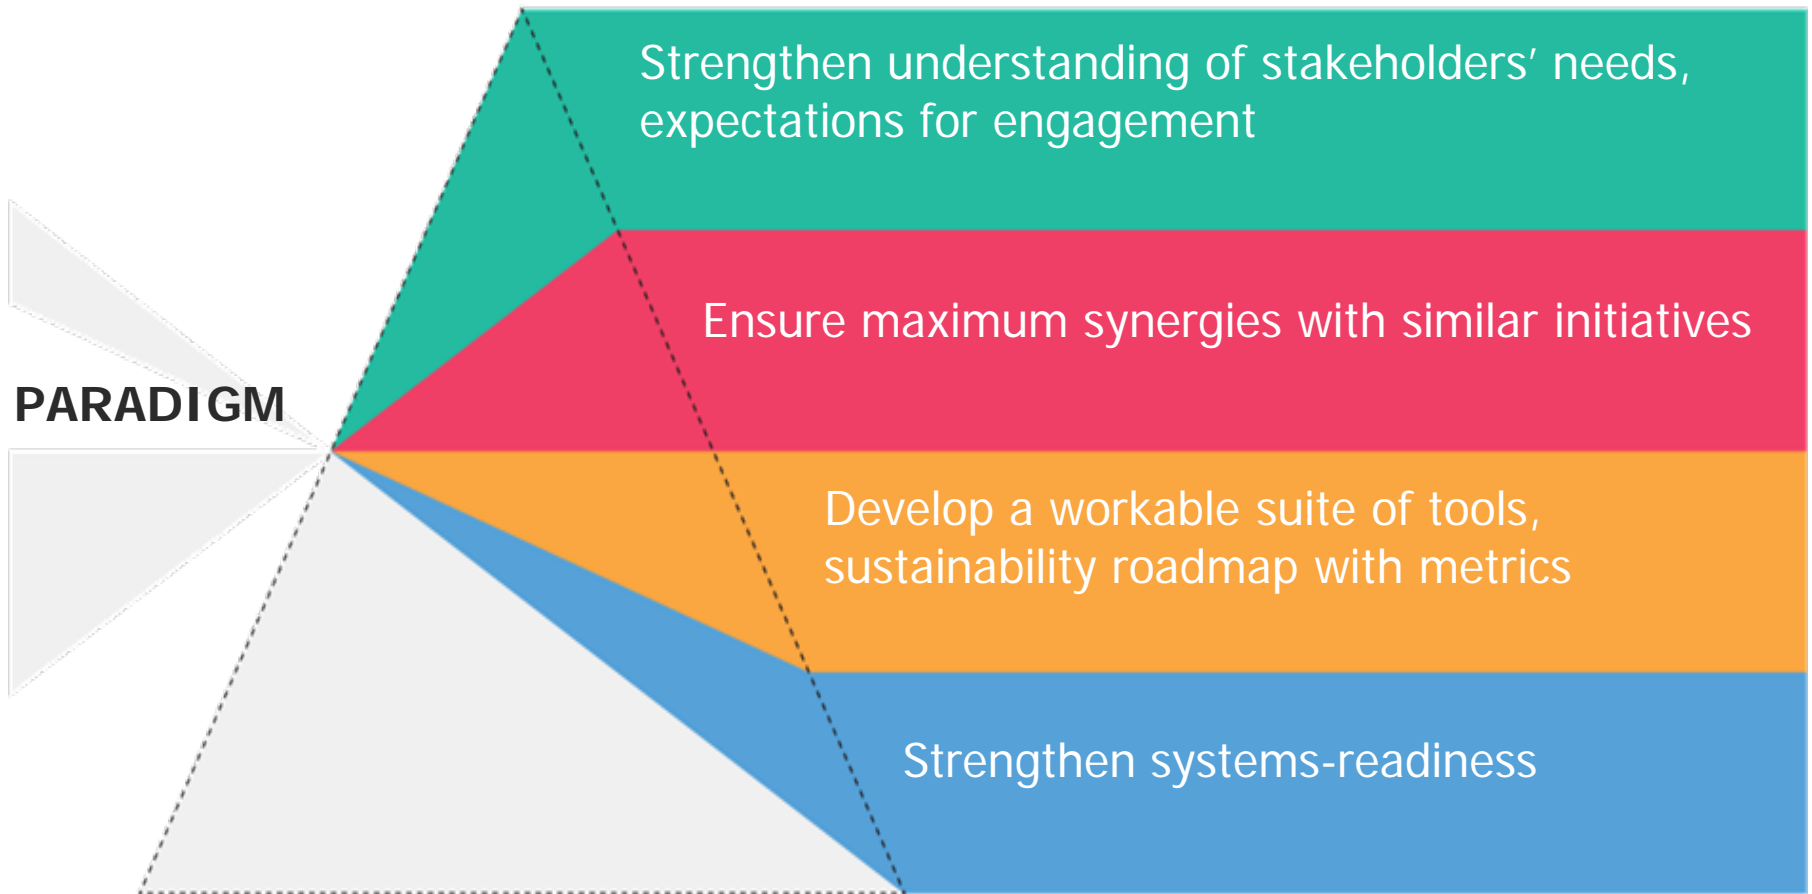 Strengthen understanding of stakeholders’ needs,
expectations for engagement
Ensure maximum synergies with similar initiatives
PARADIGM
Develop a workable suite of tools,
sustainability roadmap with metrics
Strengthen systems-readiness